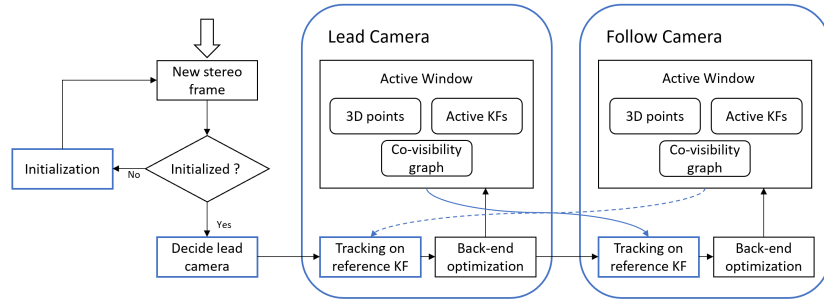 New stereo
frame
Initialization
Initialized ?
No
Yes
Decide lead
camera
Lead Camera
Active Window
3D points
Active KFs
Co-visibility
graph
Tracking on
reference KF
Back-end
optimization
Follow Camera
Active Window
3D points
Active KFs
Co-visibility
graph
Tracking on
reference KF
Back-end
optimization